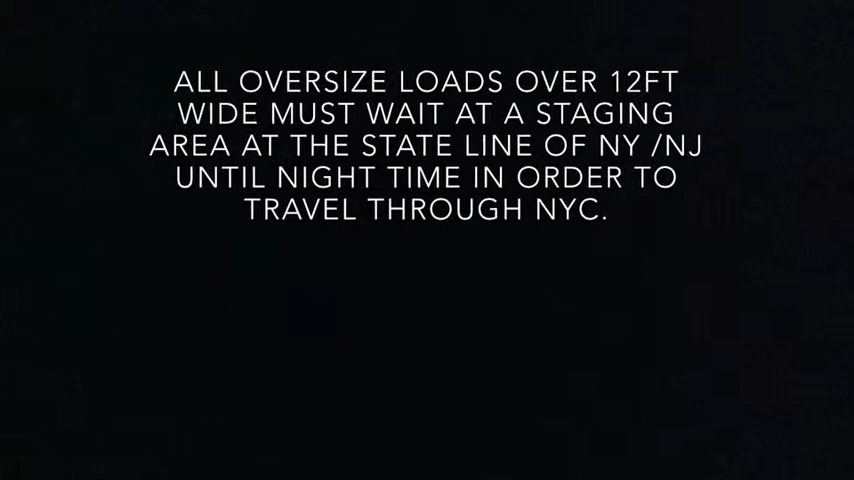 ALL OVERSIZE LOADS OVER 12FT
WIDE MUST WAIT AT A STAGING
AREA AT THE STATE LINE OF NY /NJ
UNTIL NIGHT TIME IN ORDER TO
TRAVEL THROUGH NYC.